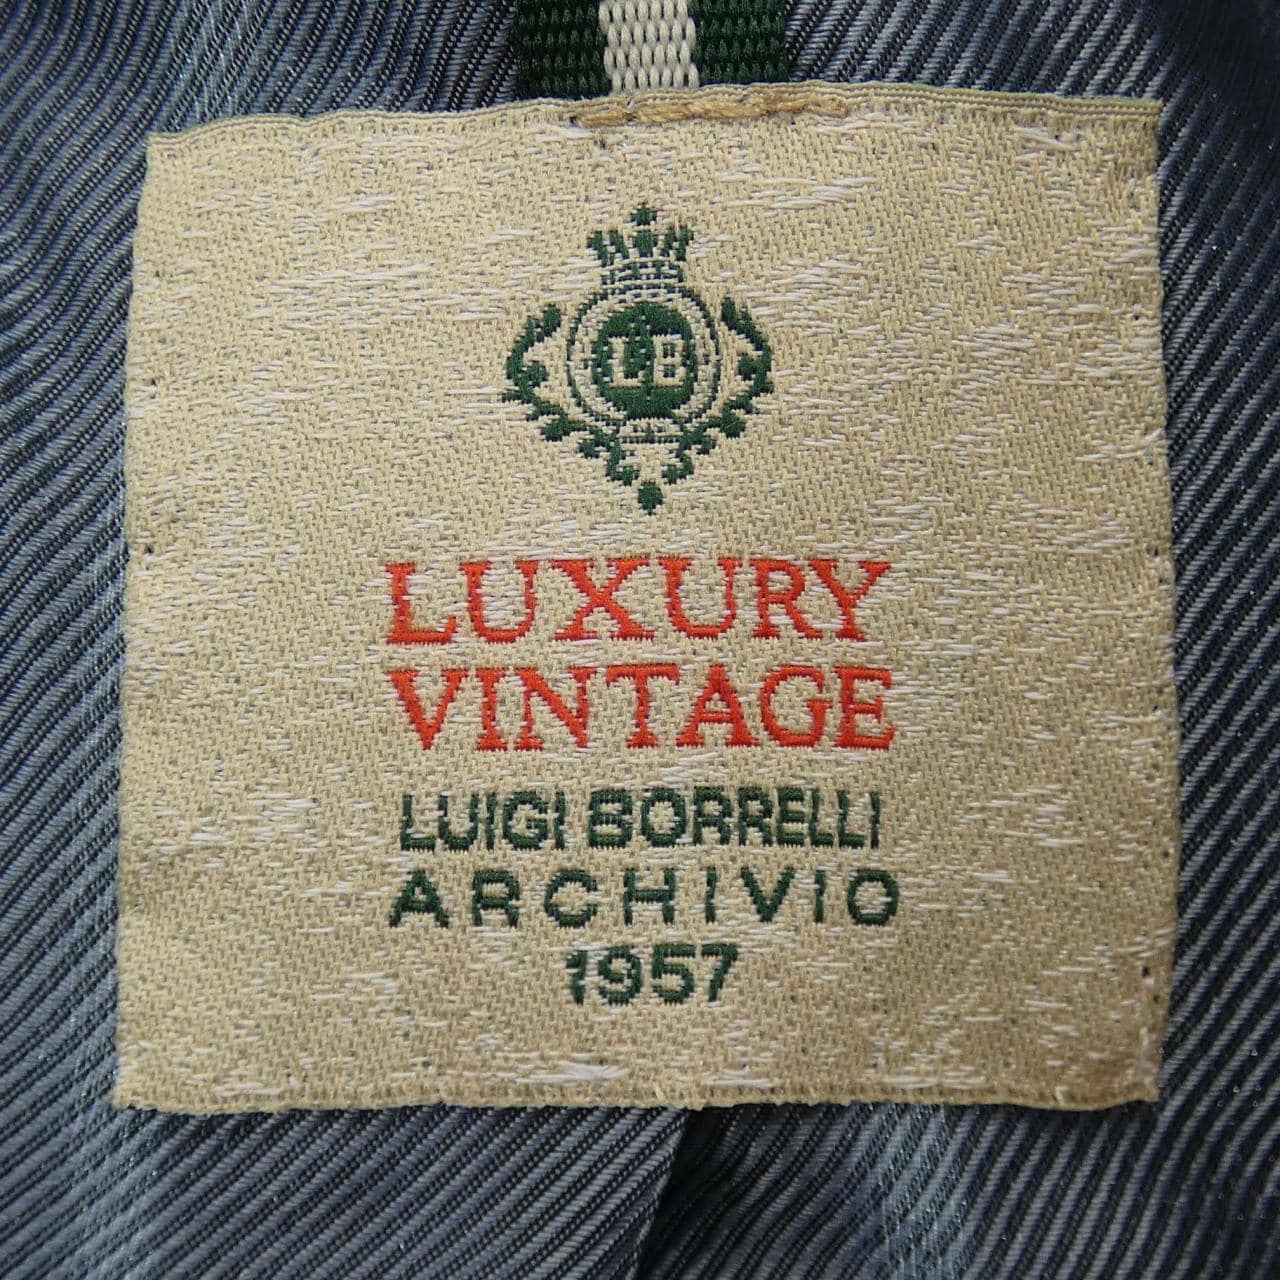 LB
LUXURY
VINTAGE
LUIGI BORRELLI
ARCHIVIO
1957